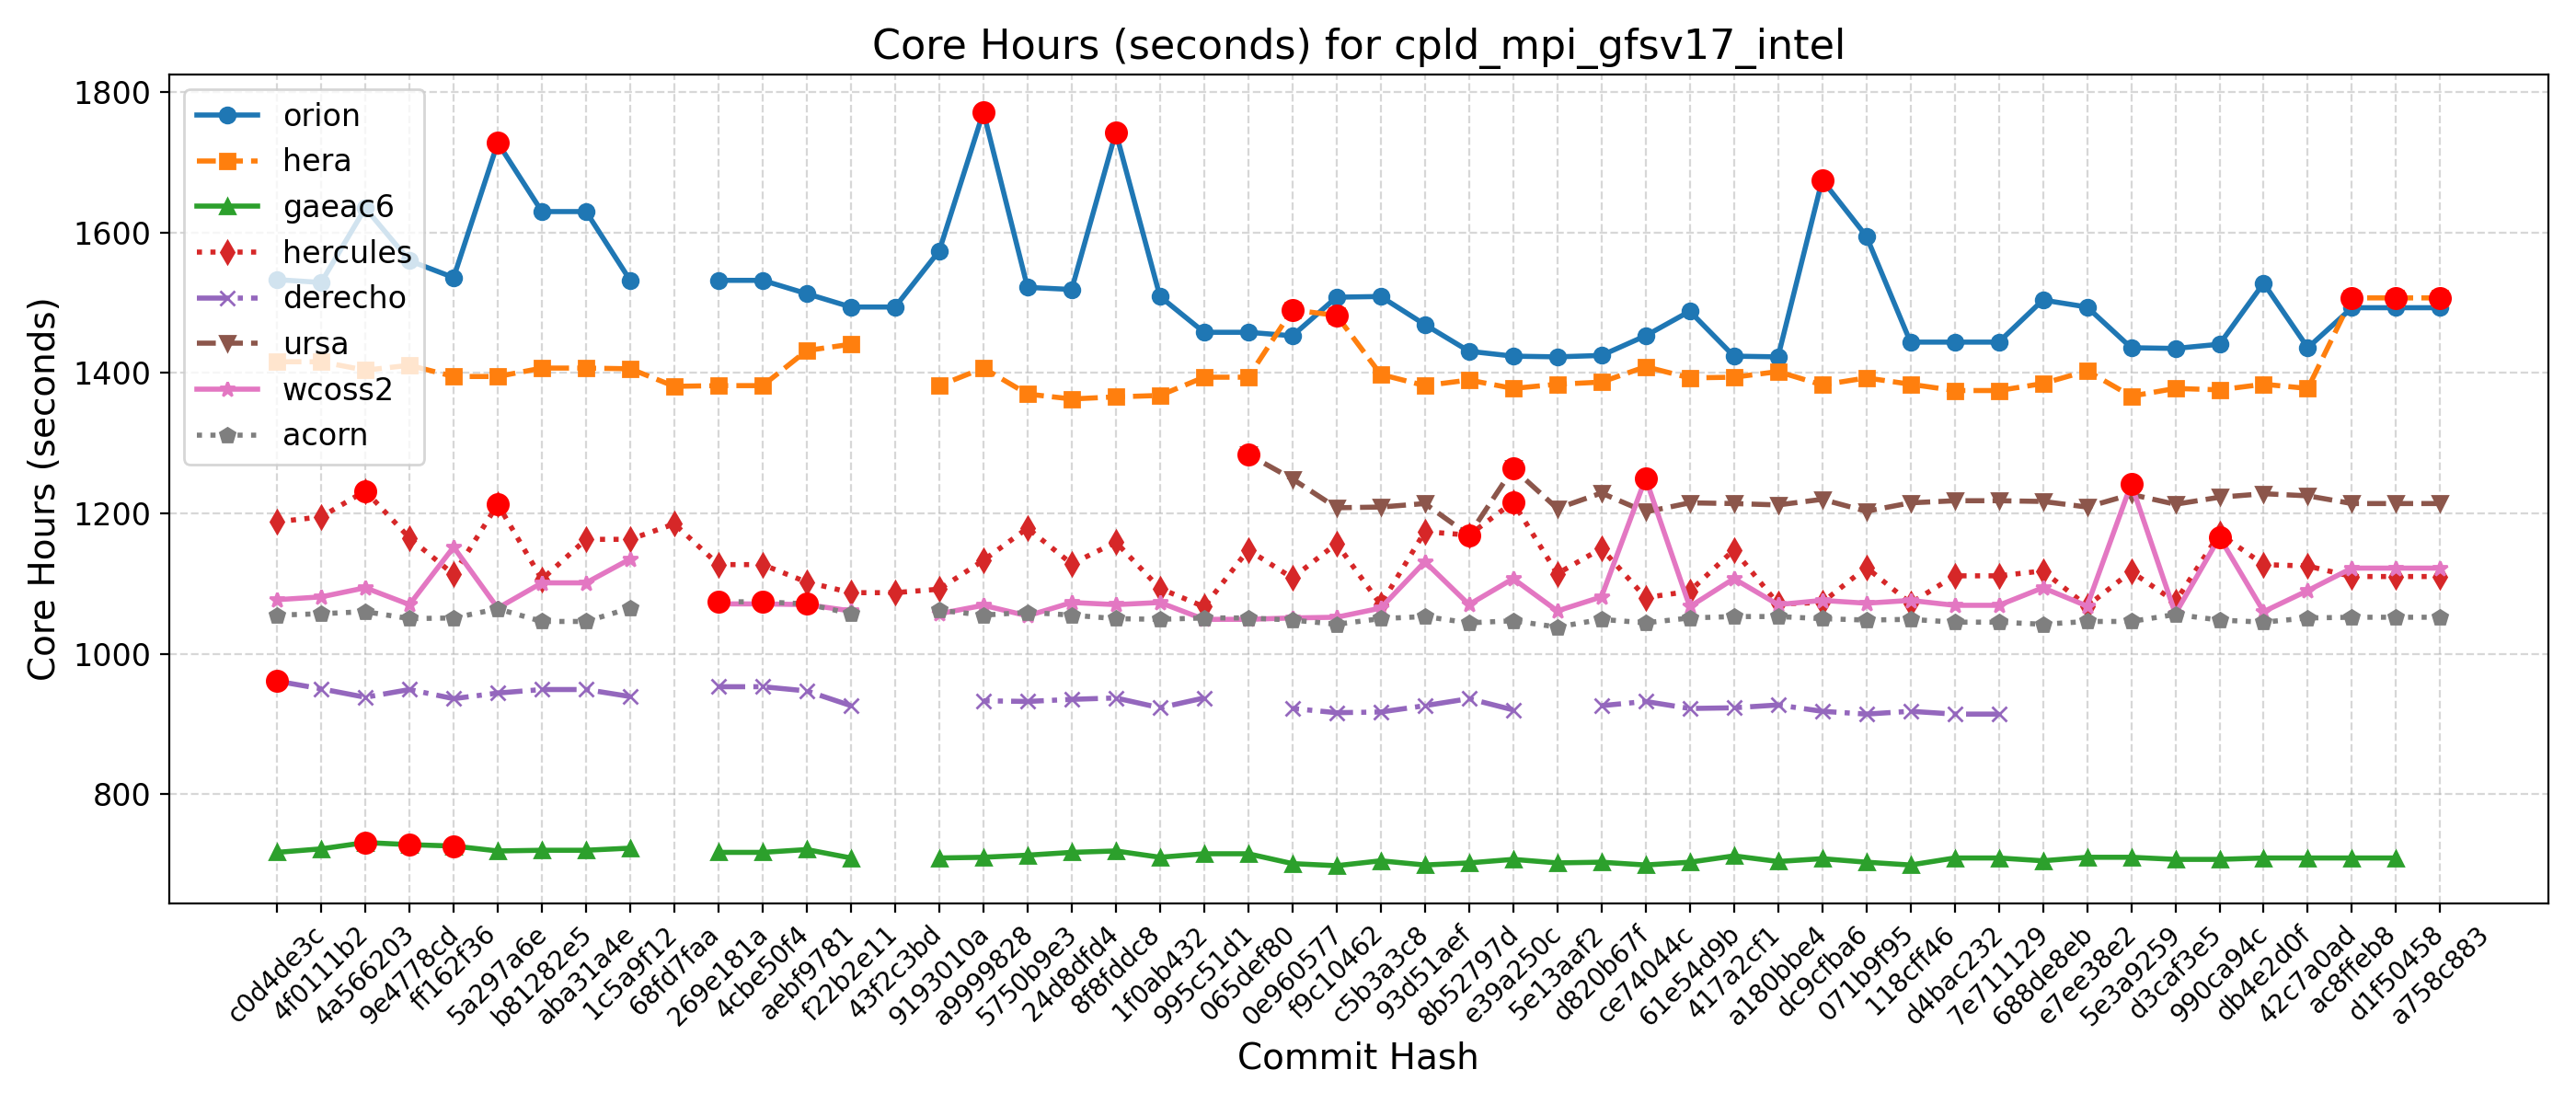 Core Hours (seconds) for cpld_mpi_gfsv17_intel
Core Hours (seconds)
1800
1600
1400
1200
1000
800
orion
hera
gaeac6
hercules
derecho
ursa
wcoss2
acorn
c0d4de3c
4f0111b2
4a566203
9e4778cd
ff162f36
5a297a6e
b81282e5
aba31a4e
1c5a9f12
68fd7faa
269e181a
4cbe50f4
aebf9781
f22b2e11
43f2c3bd
9193010a
a9999828
5750b9e3
24d8dfd4
8f8fddc8
1f0ab432
995c51d1
065def80
0e960577
f9c10462
c5b3a3c8
93d51aef
8b52797d
e39a250c
5e13aaf2
d820b67f
ce74044c
61e54d9b
417a2cf1
a180bbe4
dc9cfba6
071b9f95
118cff46
d4bac232
7e711129
688de8eb
e7ee38e2
5e3a9259
d3caf3e5
990ca94c
db4e2d0f
42c7a0ad
ac8ffeb8
d1f50458
a758c883
Commit Hash